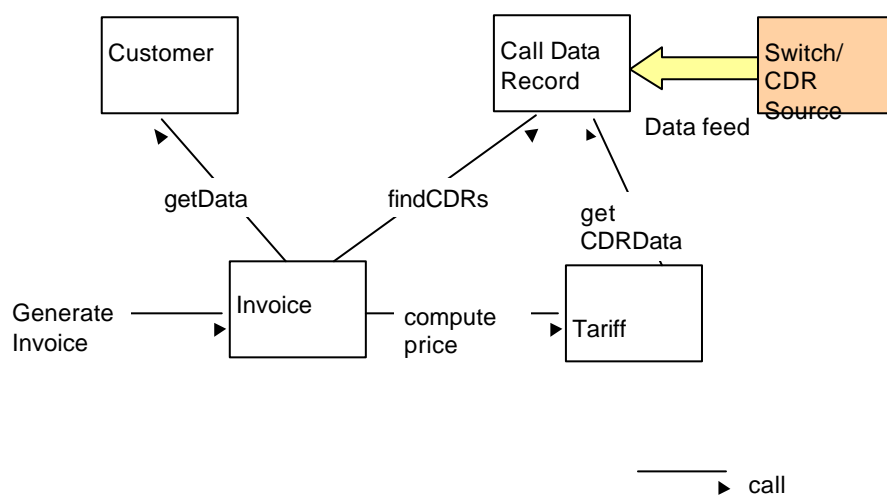 Customer
Call Data
Record
Switch/
CDR
Source
Data feed
getData
findCDRs
get
CDRData
Generate
Invoice
Invoice
compute
price
Tariff
call